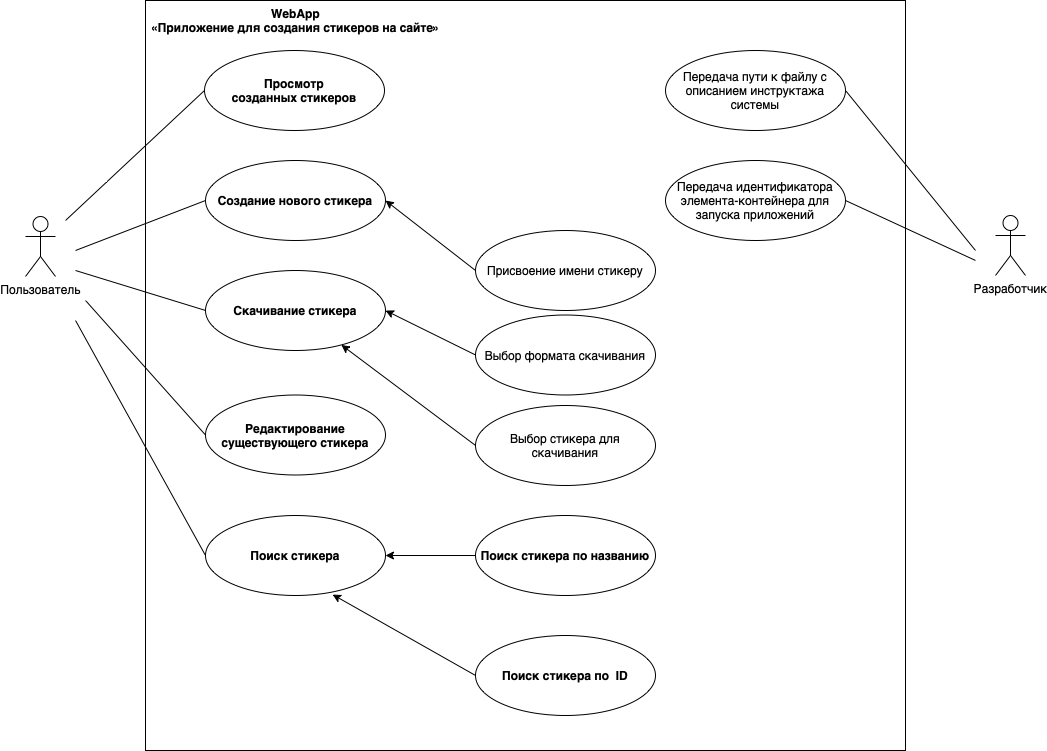 WebApp
«Приложение для создания стикеров на сайте»
Просмотр
созданных стикеров
Передача пути к файлу с
описанием инструктажа
системы
Создание нового стикера
Передача идентификатора
элемента-контейнера для
запуска приложений
Присвоение имени стикеру
Пользователь
Разработчик
Скачивание стикера
Выбор формата скачивания
Редактирование
существующего стикера
Выбор стикера для
скачивания
Поиск стикера
Поиск стикера по названию
Поиск стикера по ID